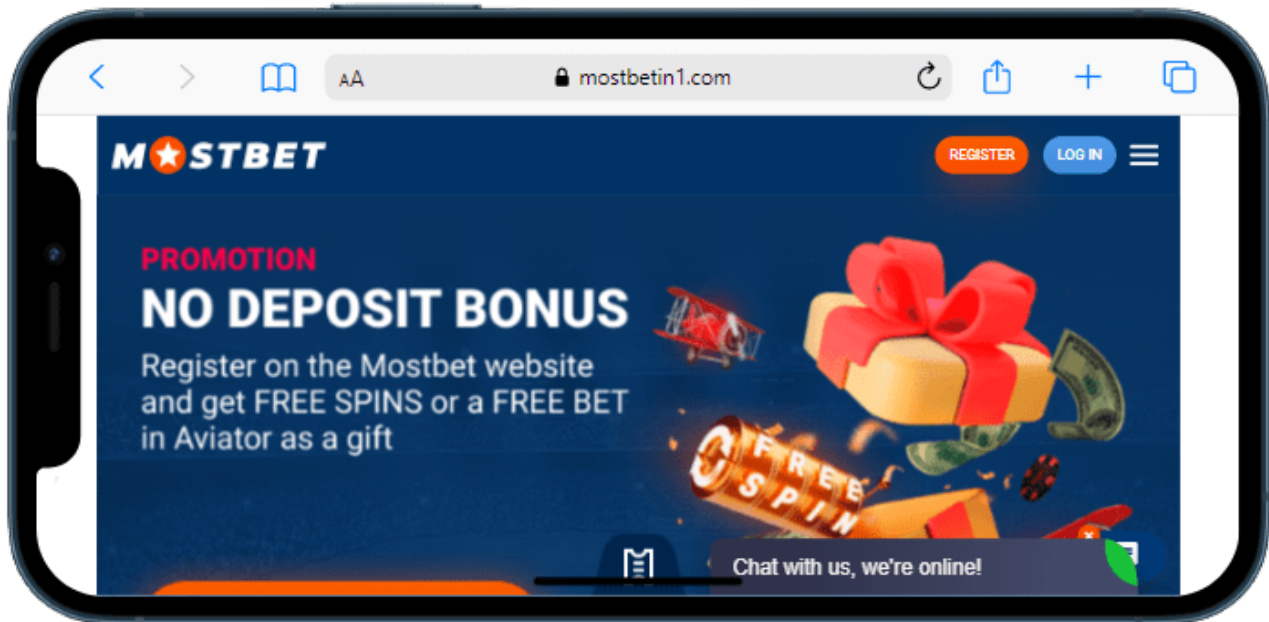 AA mostbetin1.com
MOSTBET REGISTER LOG IN
PROMOTION
NO DEPOSIT BONUS
Register on the Mostbet website
and get FREE SPINS or a FREE BET
in Aviator as a gift
FREE
SPIN
Chat with us, we're online!